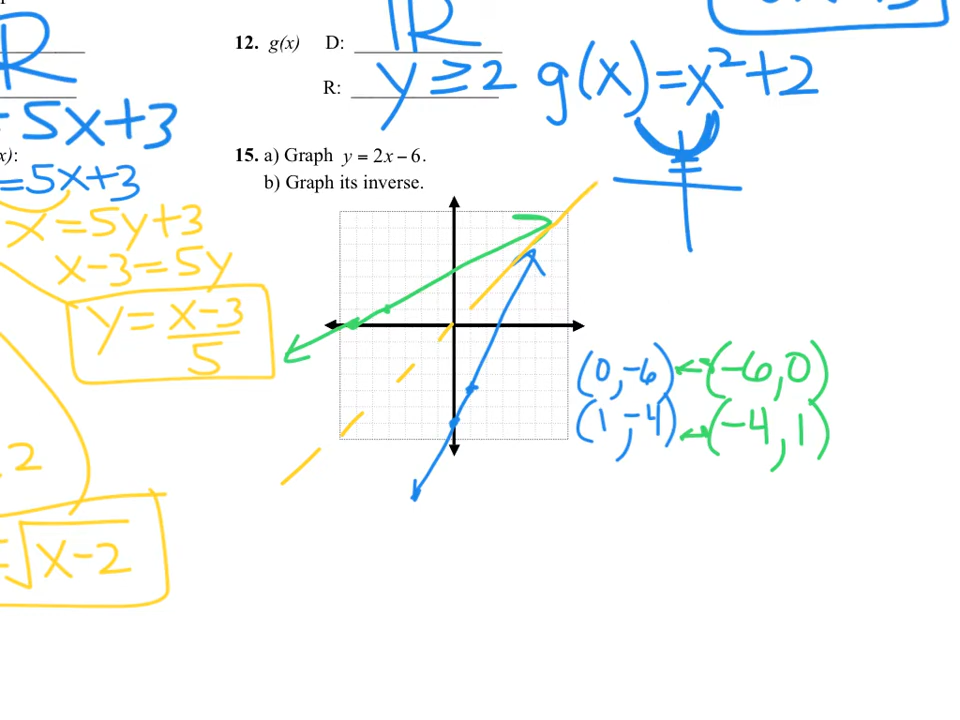 ℝ
12. g(x) D: ℝ
R: y ≥ 2 g(x)=x²+2
= 5x+3
x):
=5x+3
15. a) Graph y = 2x – 6.
b) Graph its inverse.
x=5y+3
x-3=5y
y = (x-3)/5
(0,-6) ↔ (-6,0)
(1,-4) ↔ (-4,1)
2
=√(x-2)